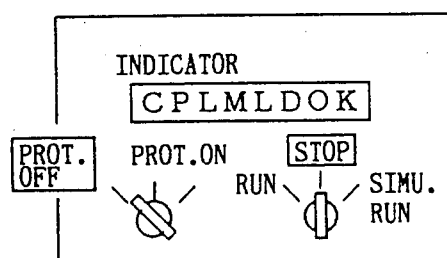 INDICATOR
CPLMLDOK
PROT.
OFF
PROT.ON
STOP
RUN
SIMU.
RUN